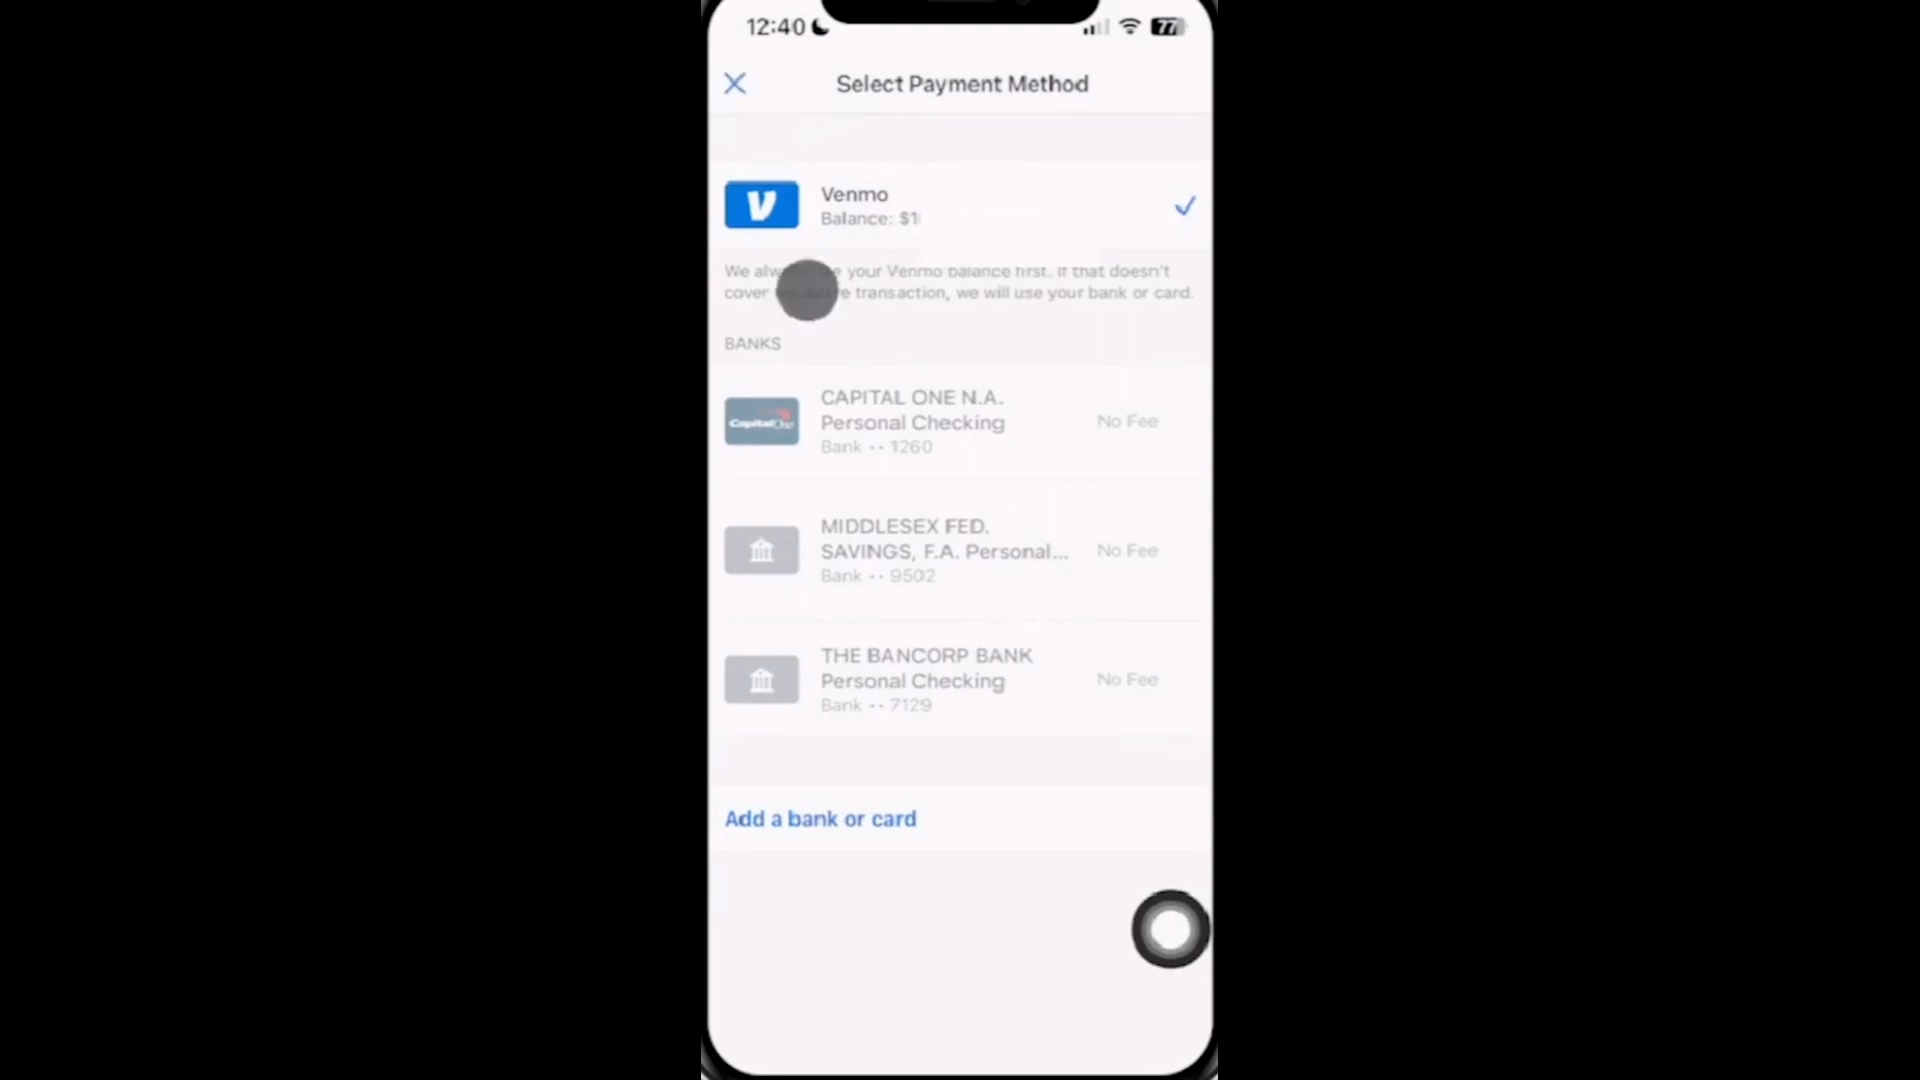 12:40
77
Select Payment Method
V
Venmo
Balance: $1
We your Venmo balance first. If that doesn't
cover transaction, we will use your bank or card.
BANKS
CapitalOne
CAPITAL ONE N.A.
Personal Checking
Bank •• 1260
No Fee
MIDDLESEX FED.
SAVINGS, F.A. Personal...
Bank •• 9502
No Fee
THE BANCORP BANK
Personal Checking
Bank •• 7129
No Fee
Add a bank or card